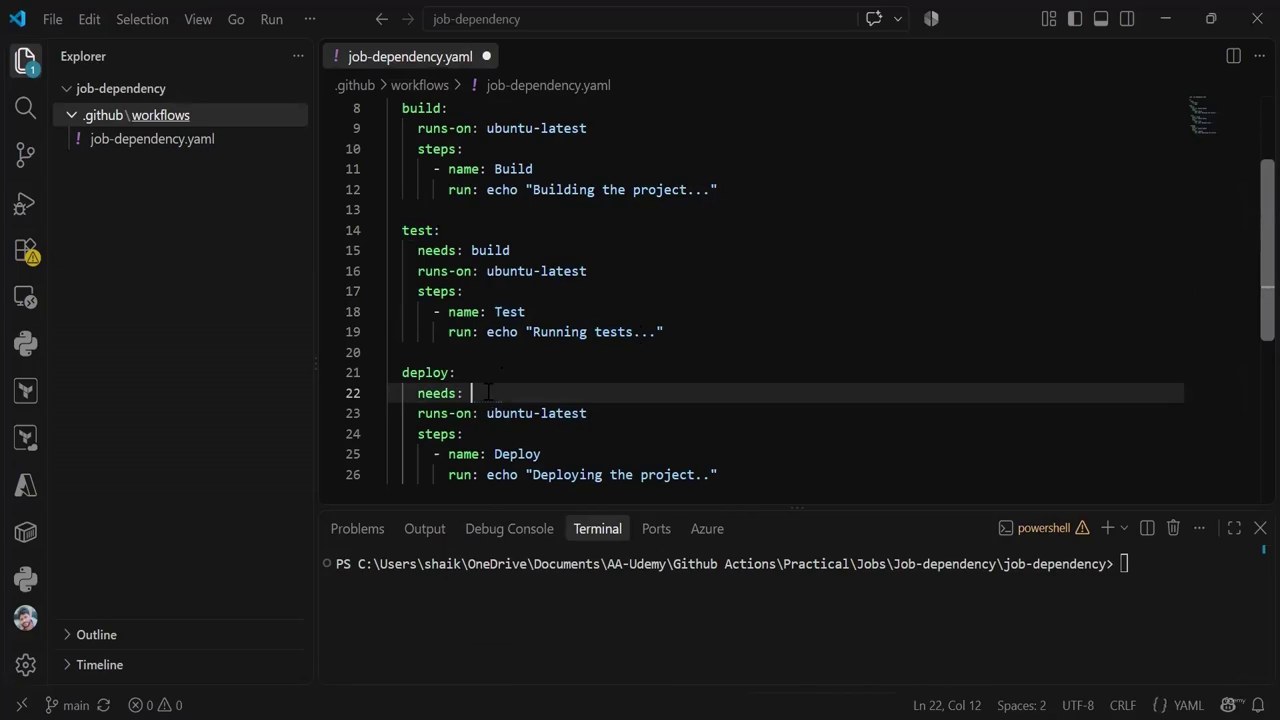 File Edit Selection View Go Run ···
job-dependency
Explorer ···
job-dependency
.github\workflows
! job-dependency.yaml
Outline
Timeline
1
! job-dependency.yaml
.github > workflows > ! job-dependency.yaml
8 build:
9 runs-on: ubuntu-latest
10 steps:
11 - name: Build
12 run: echo "Building the project..."
13
14 test:
15 needs: build
16 runs-on: ubuntu-latest
17 steps:
18 - name: Test
19 run: echo "Running tests..."
20
21 deploy:
22 needs:
23 runs-on: ubuntu-latest
24 steps:
25 - name: Deploy
26 run: echo "Deploying the project.."
Problems Output Debug Console Terminal Ports Azure
powershell
PS C:\Users\shaik\OneDrive\Documents\AA-Udemy\Github Actions\Practical\Jobs\Job-dependency\job-dependency>
main 0 0
Ln 22, Col 12 Spaces: 2 UTF-8 CRLF {} YAML